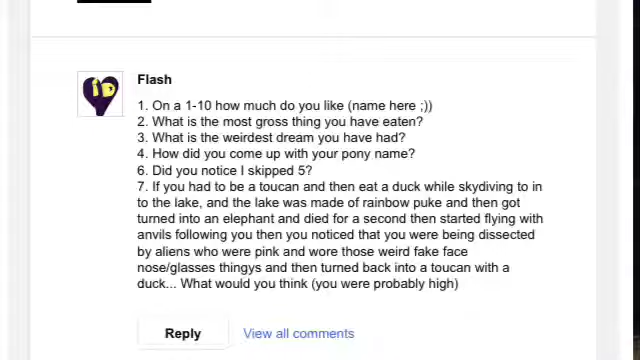 iD
Flash
1. On a 1-10 how much do you like (name here ;))
2. What is the most gross thing you have eaten?
3. What is the weirdest dream you have had?
4. How did you come up with your pony name?
6. Did you notice I skipped 5?
7. If you had to be a toucan and then eat a duck while skydiving to in
to the lake, and the lake was made of rainbow puke and then got
turned into an elephant and died for a second then started flying with
anvils following you then you noticed that you were being dissected
by aliens who were pink and wore those weird fake face
nose/glasses thingys and then turned back into a toucan with a
duck... What would you think (you were probably high)
Reply View all comments